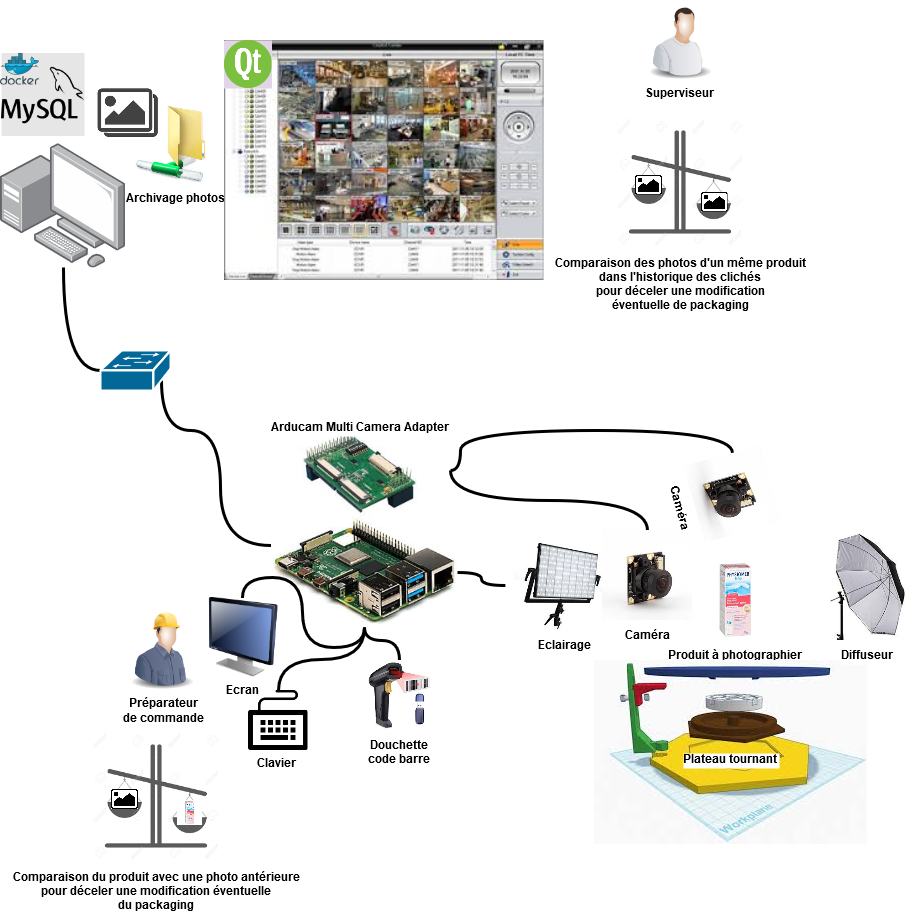 docker
MySQL
Archivage photos
Qt
Superviseur
Comparaison des photos d'un même produit
dans l'historique des clichés
pour déceler une modification
éventuelle de packaging
Arducam Multi Camera Adapter
Caméra
Eclairage
Caméra
Produit à photographier
Diffuseur
Préparateur
de commande
Ecran
Clavier
Douchette
code barre
Plateau tournant
Workplane
Comparaison du produit avec une photo antérieure
pour déceler une modification éventuelle
du packaging